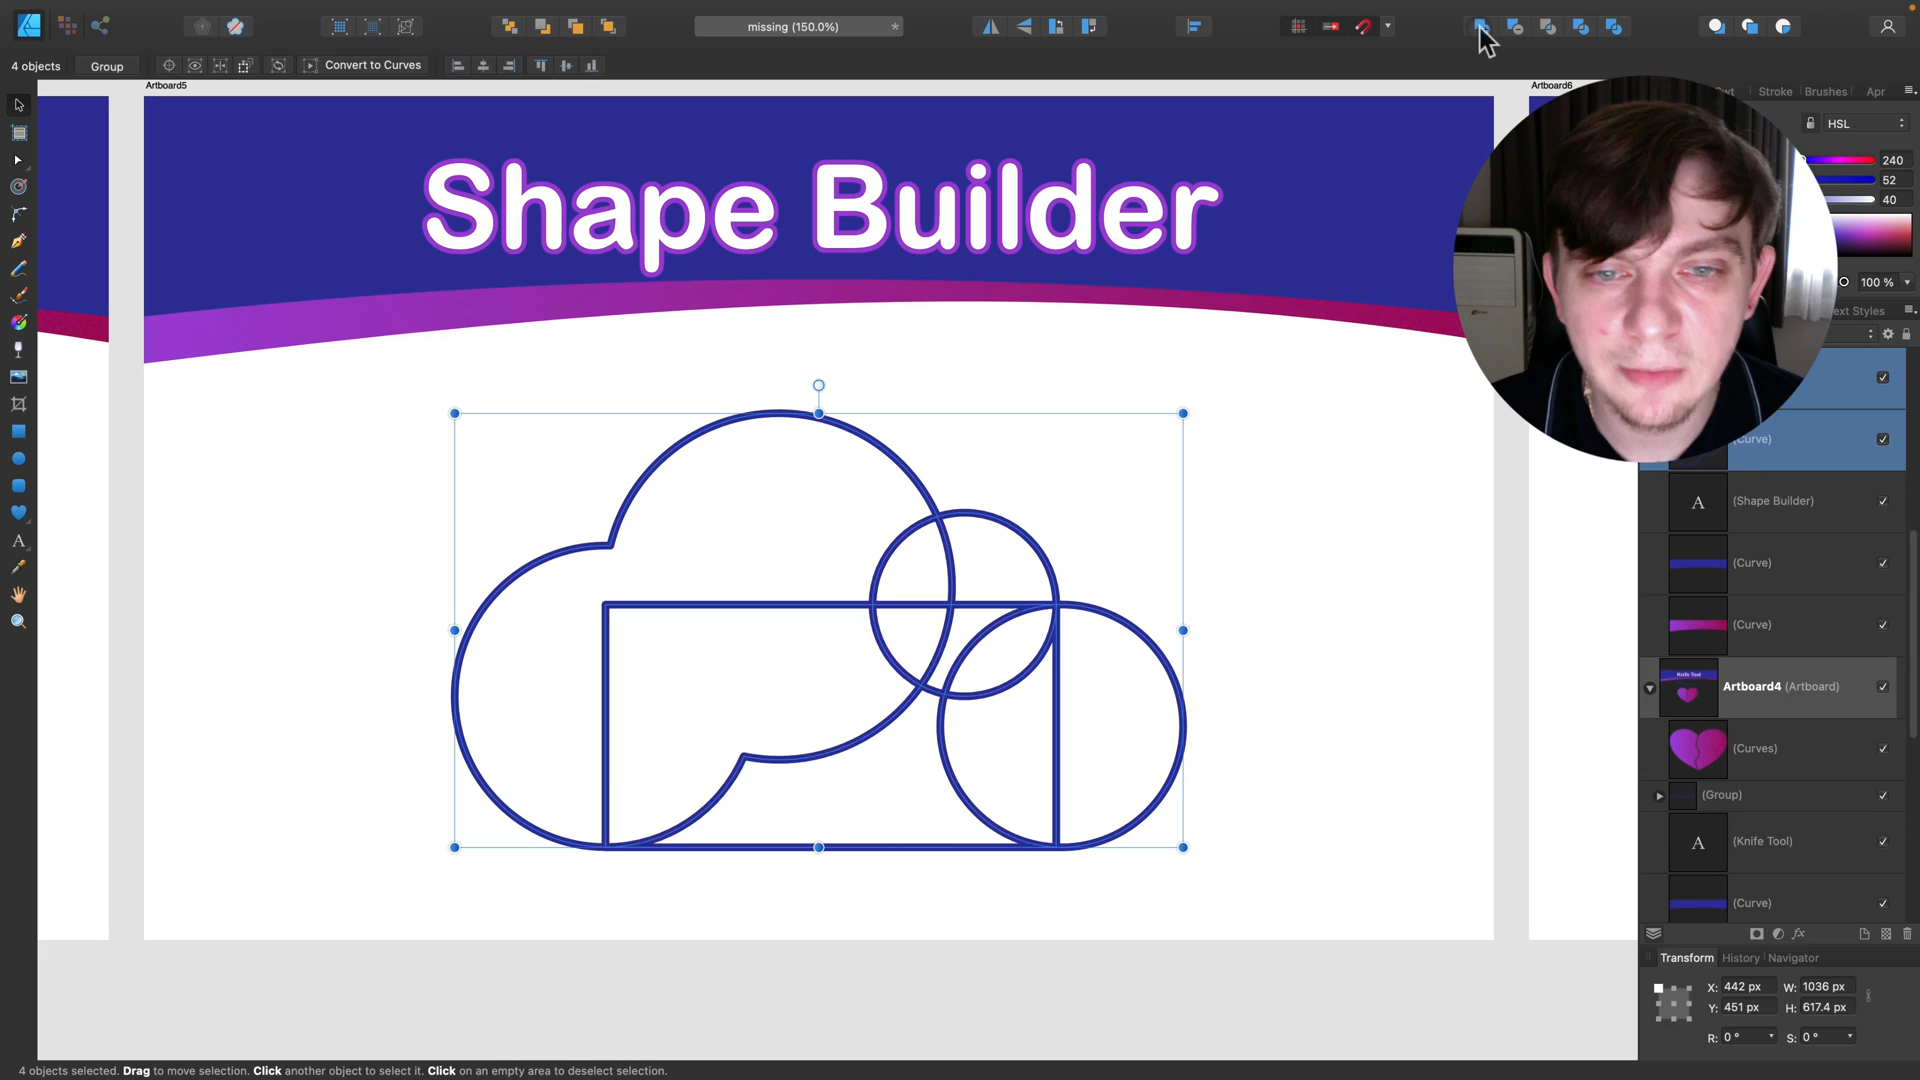 missing (150.0%)
*
4 objects
Group
Convert to Curves
Artboard5
Artboard6
Stroke
Brushes
Apr
HSL
240
52
40
100 %
Shape Builder
Text Styles
(Curve)
A
(Shape Builder)
(Curve)
(Curve)
Artboard4 (Artboard)
(Curves)
(Group)
A
(Knife Tool)
(Curve)
Transform
History
Navigator
X: 442 px W: 1036 px
Y: 451 px H: 617.4 px
R: 0 ° S: 0 °
4 objects selected. Drag to move selection. Click another object to select it. Click on an empty area to deselect selection.